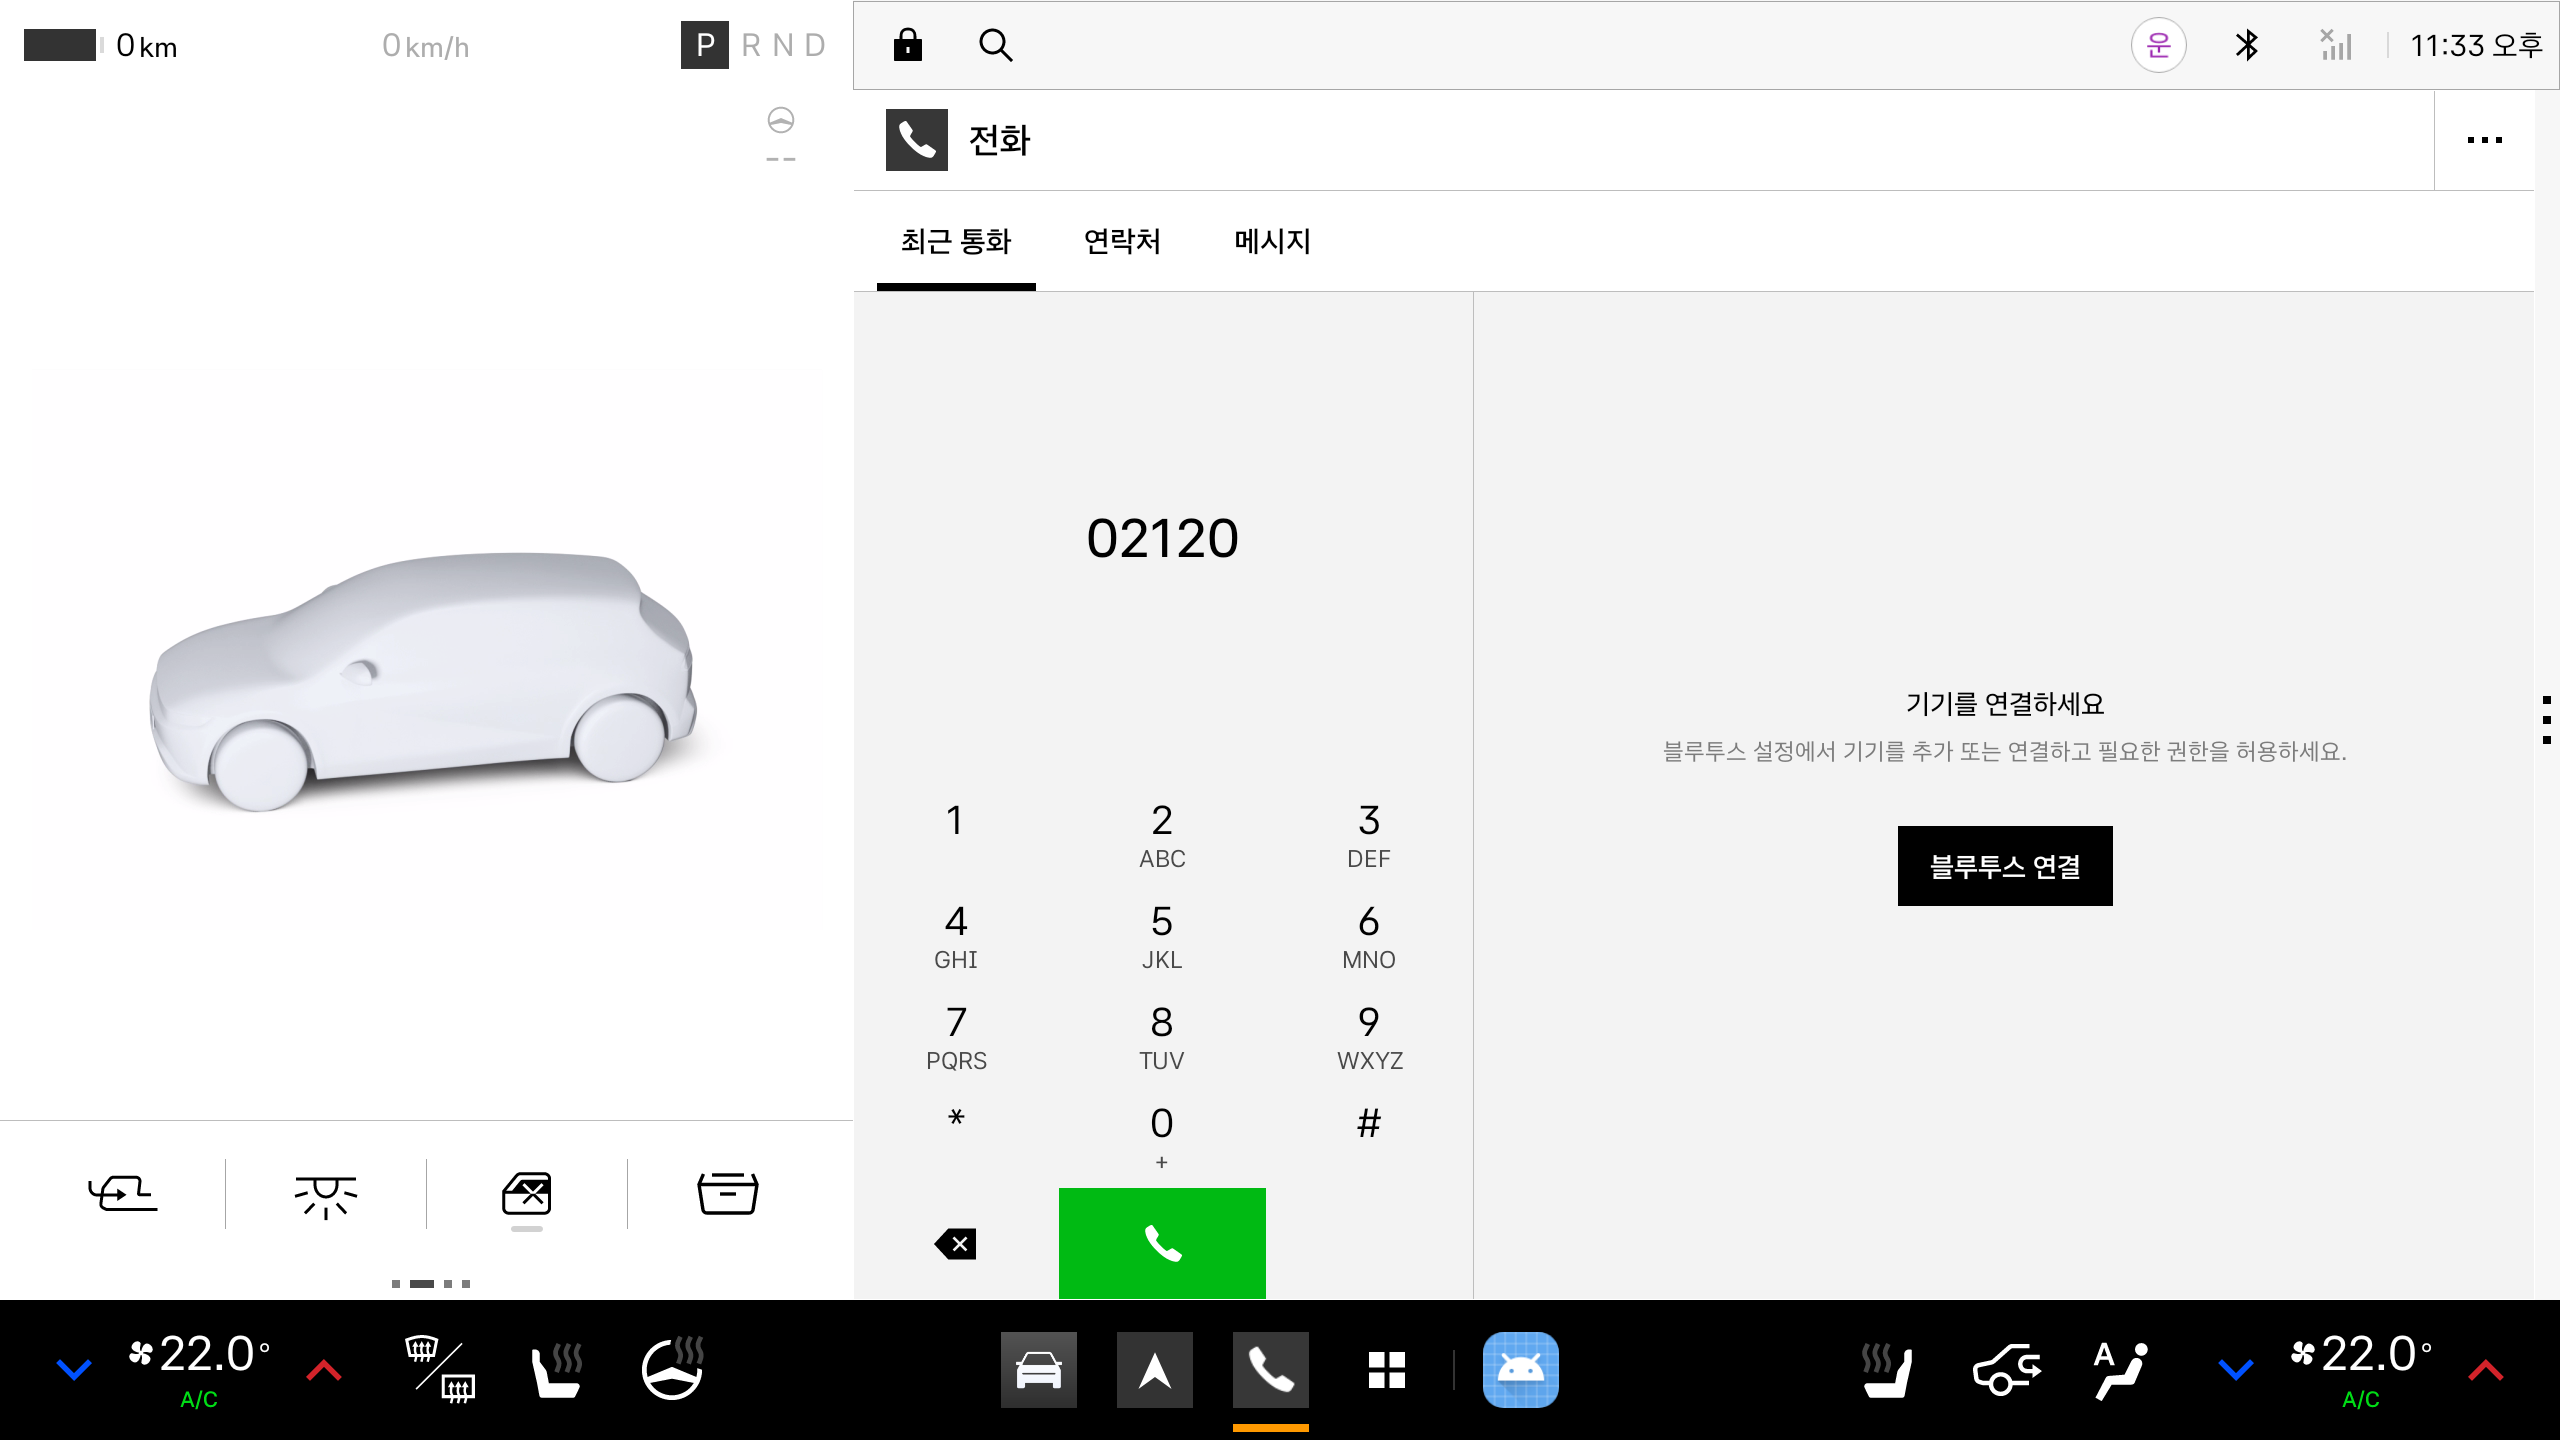 0 km
0 km/h
P R N D
운
11:33 오후
--
전화
최근 통화
연락처
메시지
02120
1
2
ABC
3
DEF
4
GHI
5
JKL
6
MNO
7
PQRS
8
TUV
9
WXYZ
*
0
+
#
기기를 연결하세요
블루투스 설정에서 기기를 추가 또는 연결하고 필요한 권한을 허용하세요.
블루투스 연결
22.0°
A/C
A
22.0°
A/C